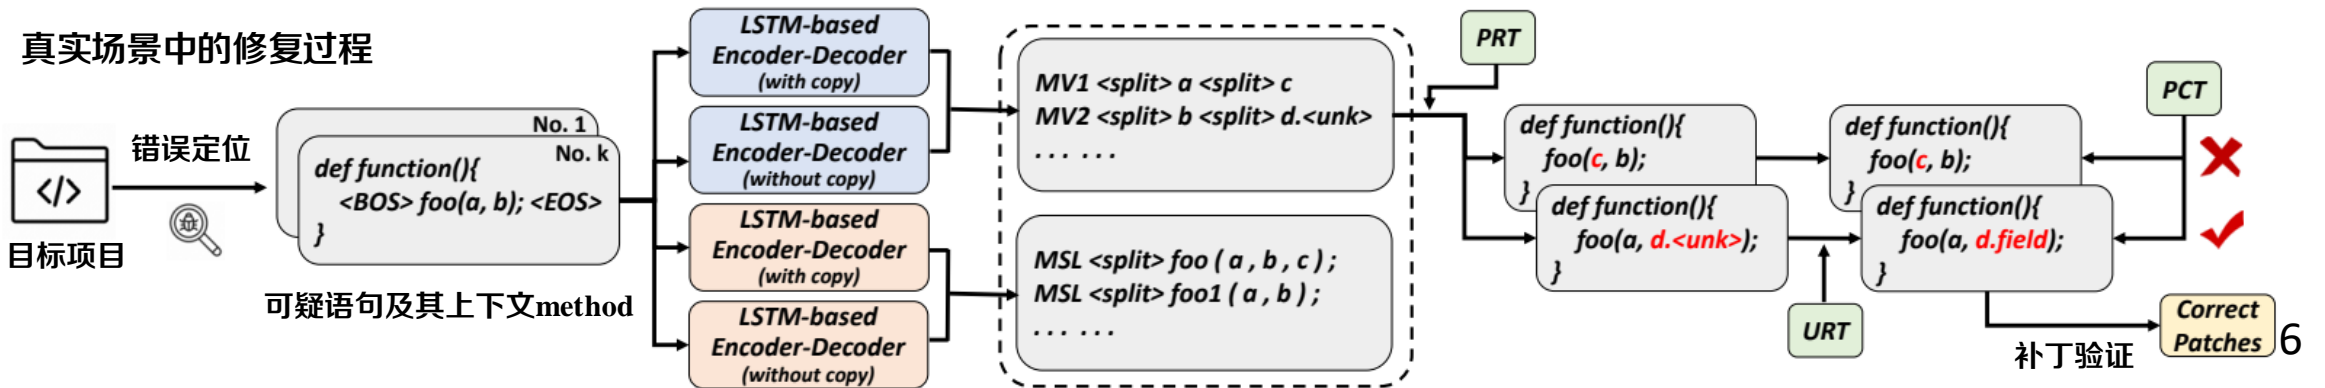 真实场景中的修复过程
目标项目
错误定位
No. 1
No. k
def function(){
<BOS> foo(a, b); <EOS>
}
可疑语句及其上下文method
LSTM-based
Encoder-Decoder
(with copy)
LSTM-based
Encoder-Decoder
(without copy)
LSTM-based
Encoder-Decoder
(with copy)
LSTM-based
Encoder-Decoder
(without copy)
MV1 <split> a <split> c
MV2 <split> b <split> d.<unk>
. . . . . .
MSL <split> foo ( a , b , c ) ;
MSL <split> foo1 ( a , b ) ;
. . . . . .
PRT
def function(){
foo(c, b);
}
def function(){
foo(a, d.<unk>);
}
URT
def function(){
foo(c, b);
}
def function(){
foo(a, d.field);
}
PCT
补丁验证
Correct
Patches
6